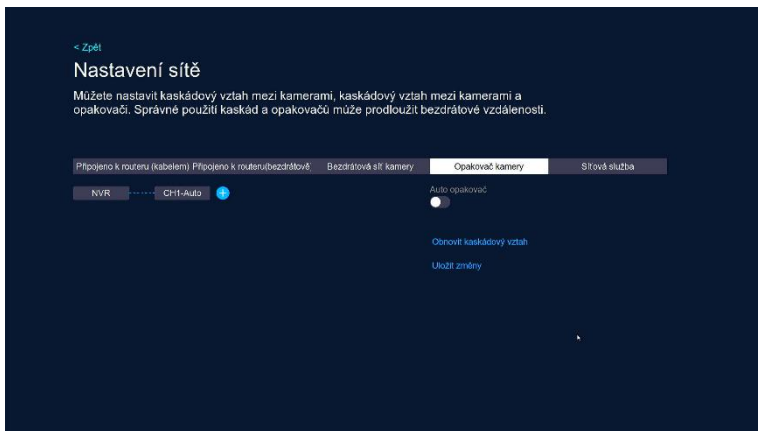 < Zpět
Nastavení sítě
Můžete nastavit kaskádový vztah mezi kamerami, kaskádový vztah mezi kamerami a
opakovači. Správné použití kaskád a opakovačů může prodloužit bezdrátové vzdálenosti.
Připojeno k routeru (kabelem) Připojeno k routeru(bezdrátově) Bezdrátová síť kamery Opakovač kamery Síťová služba
NVR CH1-Auto +
Auto opakovač
Obnovit kaskádový vztah
Uložit změny